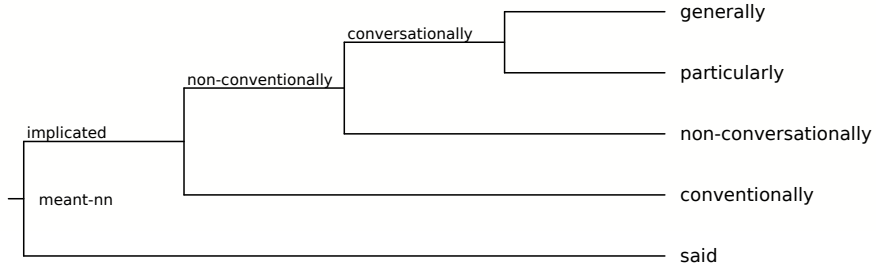 generally
conversationally
particularly
non-conventionally
implicated
non-conversationally
conventionally
meant-nn
said